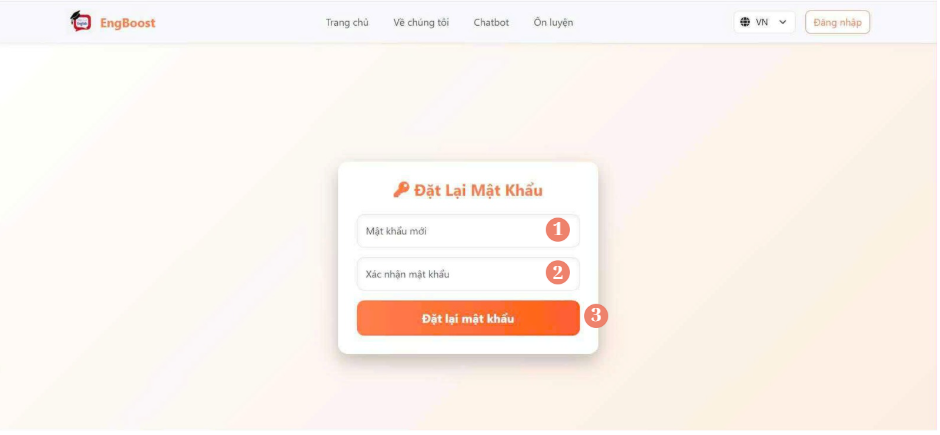 EngBoost
Trang chủ Về chúng tôi Chatbot Ôn luyện
VN
Đăng nhập
Đặt Lại Mật Khẩu
Mật khẩu mới 1
Xác nhận mật khẩu 2
Đặt lại mật khẩu 3